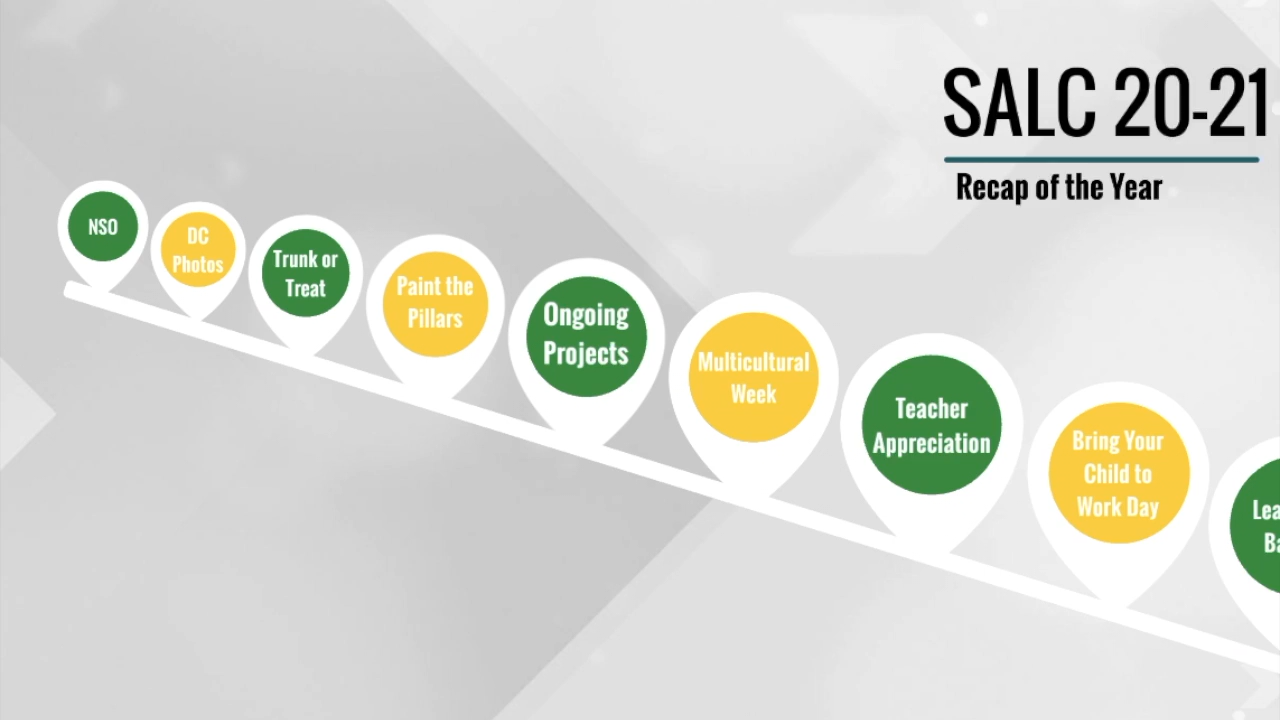 SALC 20-21
Recap of the Year
NSO
DC
Photos
Trunk or
Treat
Paint the
Pillars
Ongoing
Projects
Multicultural
Week
Teacher
Appreciation
Bring Your
Child to
Work Day